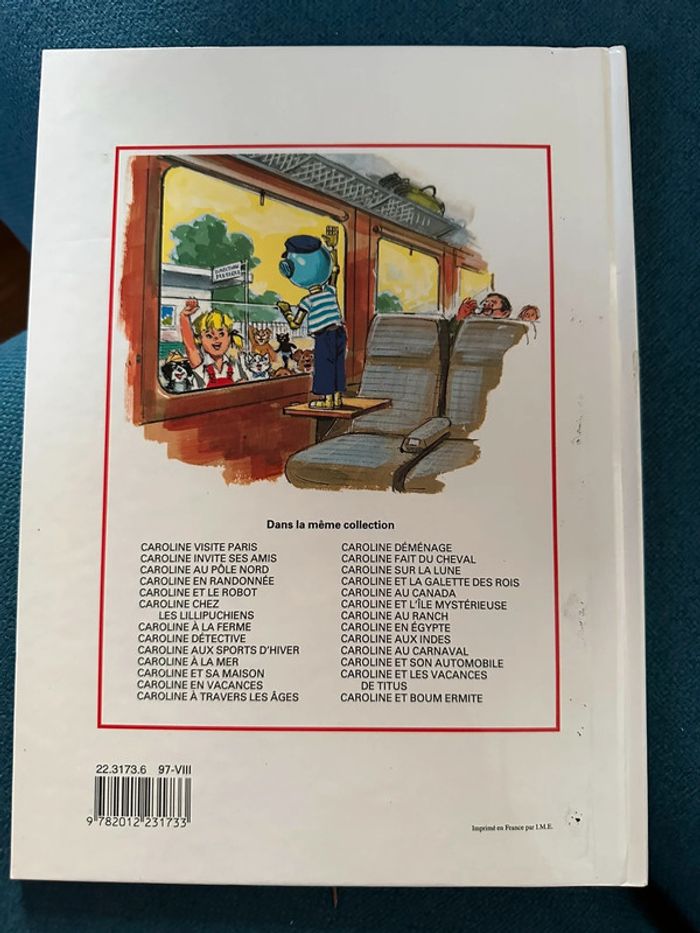 Dans la même collection
CAROLINE VISITE PARIS
CAROLINE INVITE SES AMIS
CAROLINE AU PÔLE NORD
CAROLINE EN RANDONNÉE
CAROLINE ET LE ROBOT
CAROLINE CHEZ
LES LILLIPUCHIENS
CAROLINE À LA FERME
CAROLINE DÉTECTIVE
CAROLINE AUX SPORTS D'HIVER
CAROLINE À LA MER
CAROLINE ET SA MAISON
CAROLINE EN VACANCES
CAROLINE À TRAVERS LES ÂGES
CAROLINE DÉMÉNAGE
CAROLINE FAIT DU CHEVAL
CAROLINE SUR LA LUNE
CAROLINE ET LA GALETTE DES ROIS
CAROLINE AU CANADA
CAROLINE ET L'ÎLE MYSTÉRIEUSE
CAROLINE AU RANCH
CAROLINE EN ÉGYPTE
CAROLINE AUX INDES
CAROLINE AU CARNAVAL
CAROLINE ET SON AUTOMOBILE
CAROLINE ET LES VACANCES
DE TITUS
CAROLINE ET BOUM ERMITE
22.3173.6 97-VIII
9 782012 231733
Imprimé en France par I.M.E.